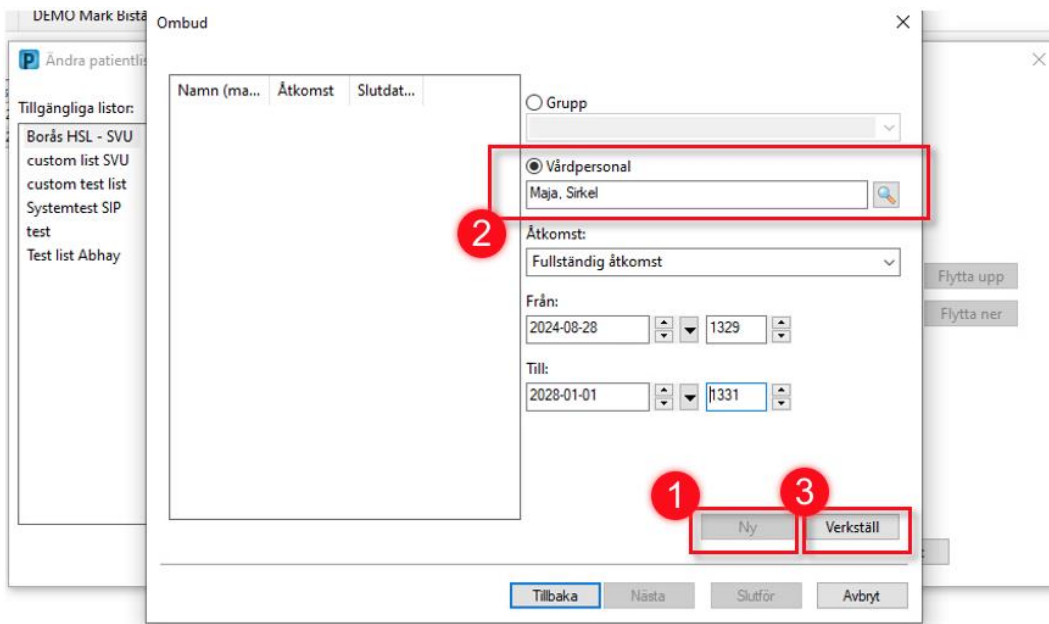 DEMO Mark Bistå
Ombud
Ändra patientlis
Tillgängliga listor:
Borås HSL - SVU
custom list SVU
custom test list
Systemtest SIP
test
Test list Abhay
Namn (ma... Åtkomst Slutdat...
Grupp
Vårdpersonal
Maja, Sirkel
2
Åtkomst:
Fullständig åtkomst
Från:
2024-08-28 1329
Till:
2028-01-01 1331
Flytta upp
Flytta ner
1 3
Ny Verkställ
Tillbaka Nästa Slutför Avbryt